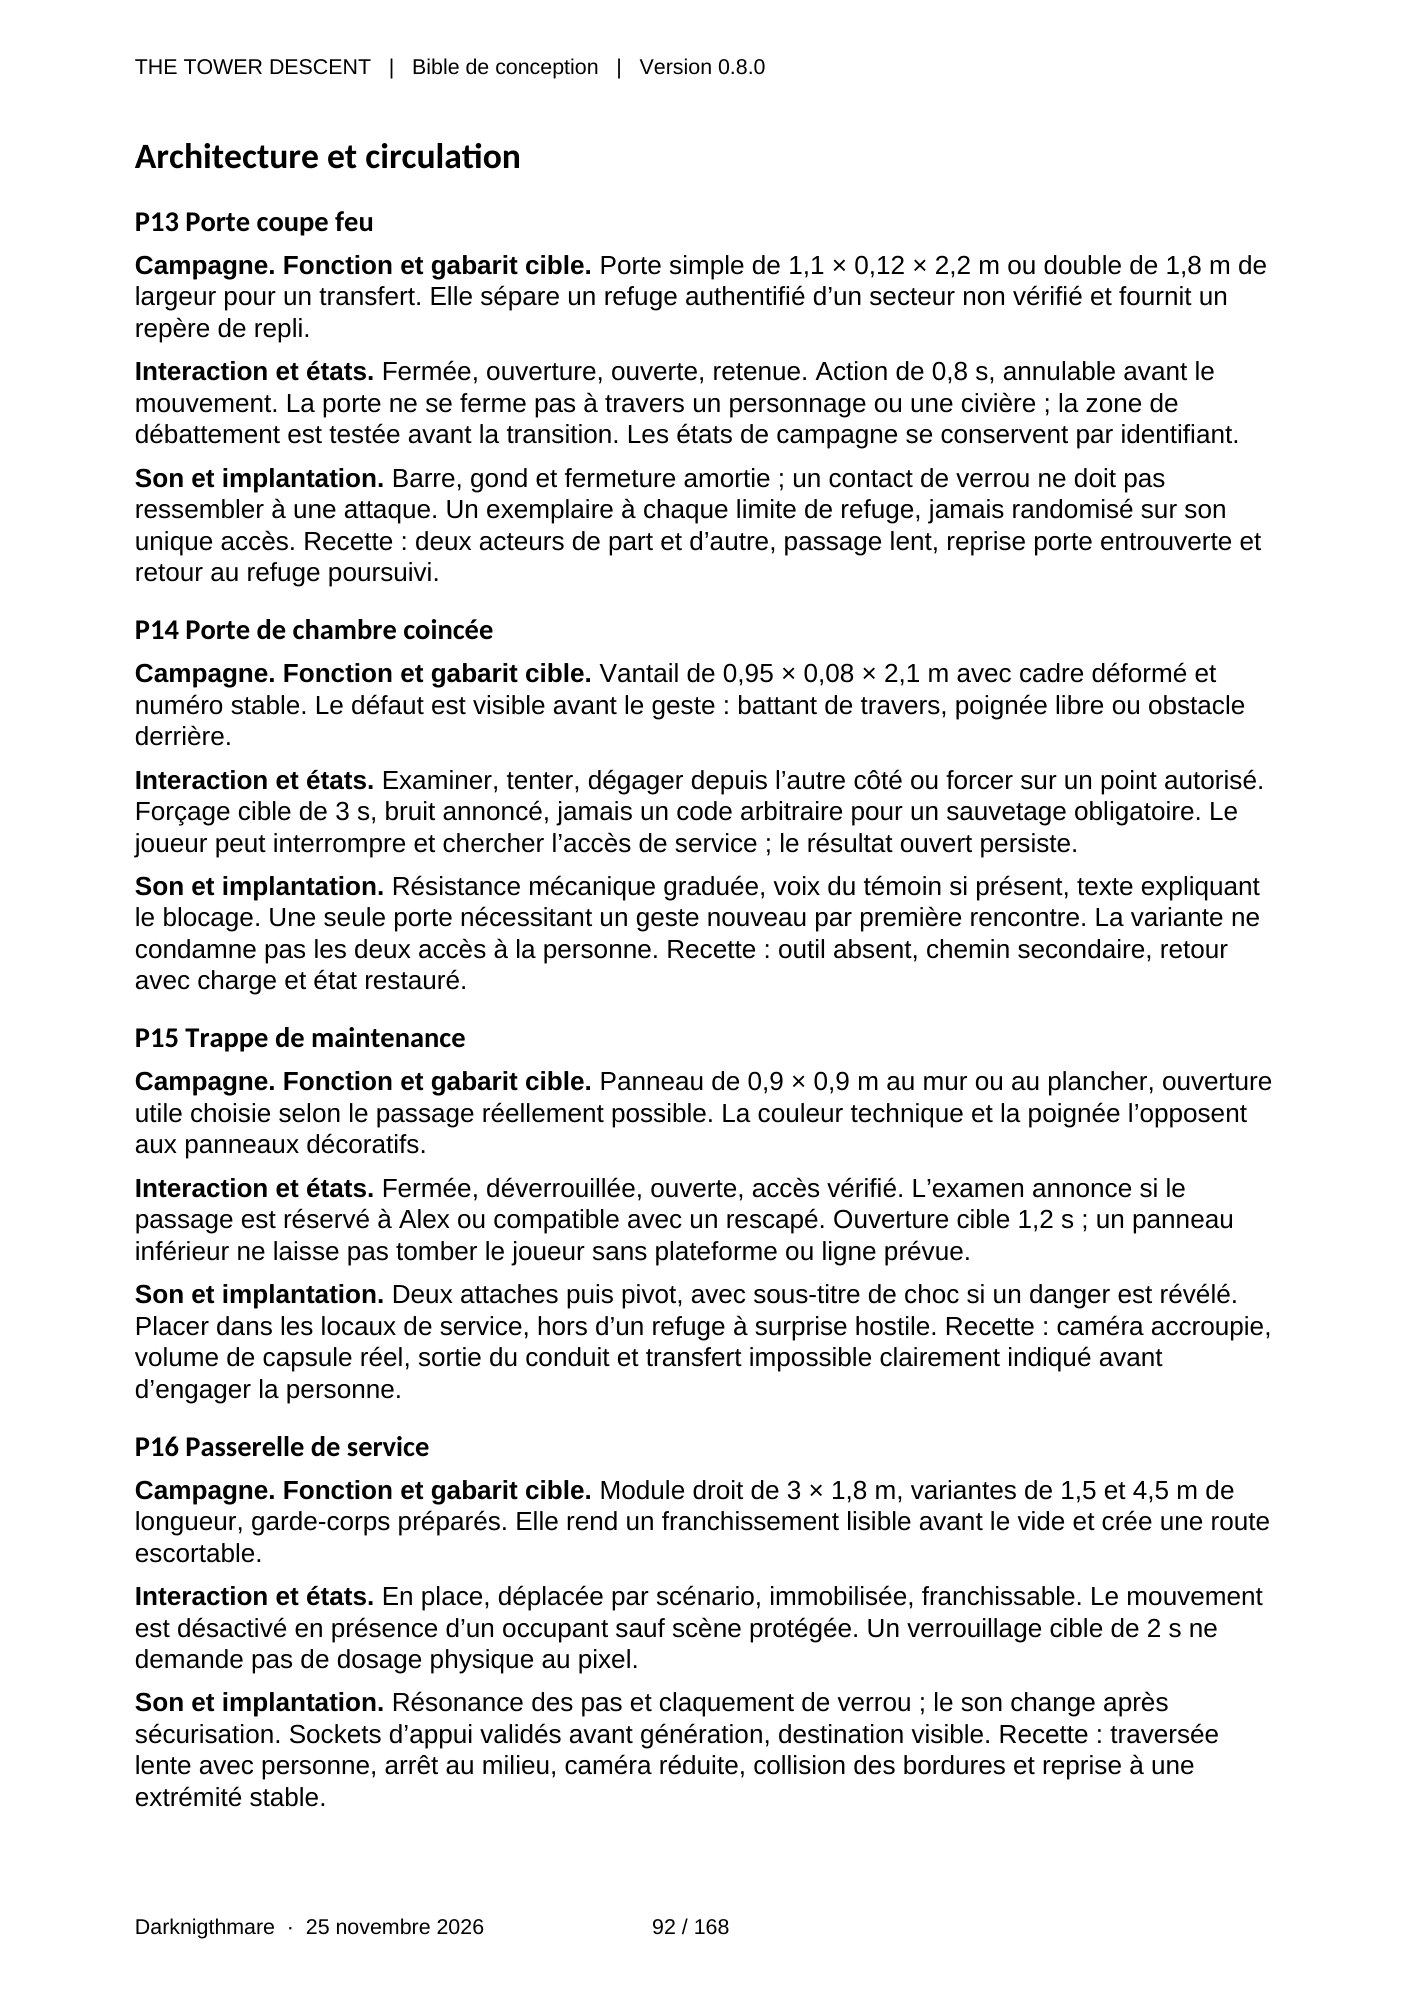 THE TOWER DESCENT | Bible de conception | Version 0.8.0
Architecture et circulation
P13 Porte coupe feu
Campagne. Fonction et gabarit cible. Porte simple de 1,1 × 0,12 × 2,2 m ou double de 1,8 m de
largeur pour un transfert. Elle sépare un refuge authentifié d’un secteur non vérifié et fournit un
repère de repli.
Interaction et états. Fermée, ouverture, ouverte, retenue. Action de 0,8 s, annulable avant le
mouvement. La porte ne se ferme pas à travers un personnage ou une civière ; la zone de
débattement est testée avant la transition. Les états de campagne se conservent par identifiant.
Son et implantation. Barre, gond et fermeture amortie ; un contact de verrou ne doit pas
ressembler à une attaque. Un exemplaire à chaque limite de refuge, jamais randomisé sur son
unique accès. Recette : deux acteurs de part et d’autre, passage lent, reprise porte entrouverte et
retour au refuge poursuivi.
P14 Porte de chambre coincée
Campagne. Fonction et gabarit cible. Vantail de 0,95 × 0,08 × 2,1 m avec cadre déformé et
numéro stable. Le défaut est visible avant le geste : battant de travers, poignée libre ou obstacle
derrière.
Interaction et états. Examiner, tenter, dégager depuis l’autre côté ou forcer sur un point autorisé.
Forçage cible de 3 s, bruit annoncé, jamais un code arbitraire pour un sauvetage obligatoire. Le
joueur peut interrompre et chercher l’accès de service ; le résultat ouvert persiste.
Son et implantation. Résistance mécanique graduée, voix du témoin si présent, texte expliquant
le blocage. Une seule porte nécessitant un geste nouveau par première rencontre. La variante ne
condamne pas les deux accès à la personne. Recette : outil absent, chemin secondaire, retour
avec charge et état restauré.
P15 Trappe de maintenance
Campagne. Fonction et gabarit cible. Panneau de 0,9 × 0,9 m au mur ou au plancher, ouverture
utile choisie selon le passage réellement possible. La couleur technique et la poignée l’opposent
aux panneaux décoratifs.
Interaction et états. Fermée, déverrouillée, ouverte, accès vérifié. L’examen annonce si le
passage est réservé à Alex ou compatible avec un rescapé. Ouverture cible 1,2 s ; un panneau
inférieur ne laisse pas tomber le joueur sans plateforme ou ligne prévue.
Son et implantation. Deux attaches puis pivot, avec sous-titre de choc si un danger est révélé.
Placer dans les locaux de service, hors d’un refuge à surprise hostile. Recette : caméra accroupie,
volume de capsule réel, sortie du conduit et transfert impossible clairement indiqué avant
d’engager la personne.
P16 Passerelle de service
Campagne. Fonction et gabarit cible. Module droit de 3 × 1,8 m, variantes de 1,5 et 4,5 m de
longueur, garde-corps préparés. Elle rend un franchissement lisible avant le vide et crée une route
escortable.
Interaction et états. En place, déplacée par scénario, immobilisée, franchissable. Le mouvement
est désactivé en présence d’un occupant sauf scène protégée. Un verrouillage cible de 2 s ne
demande pas de dosage physique au pixel.
Son et implantation. Résonance des pas et claquement de verrou ; le son change après
sécurisation. Sockets d’appui validés avant génération, destination visible. Recette : traversée
lente avec personne, arrêt au milieu, caméra réduite, collision des bordures et reprise à une
extrémité stable.
Darknigthmare · 25 novembre 2026 92 / 168